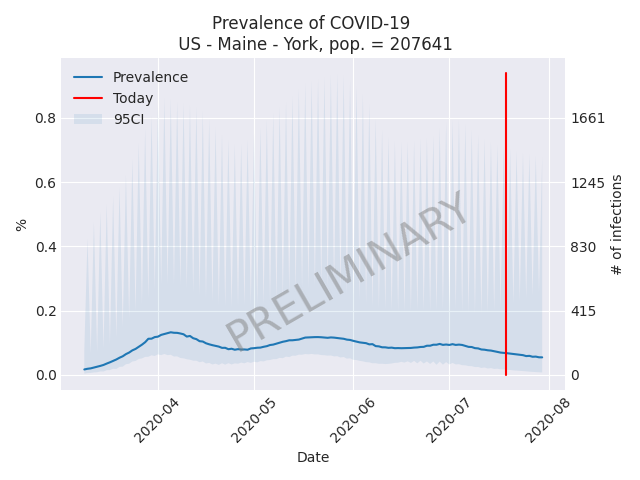 Prevalence of COVID-19
US - Maine - York, pop. = 207641
Prevalence
Today
95CI
0.8
0.6
0.4
0.2
0.0
%
1661
1245
830
415
0
# of infections
PRELIMINARY
2020-04
2020-05
2020-06
2020-07
2020-08
Date